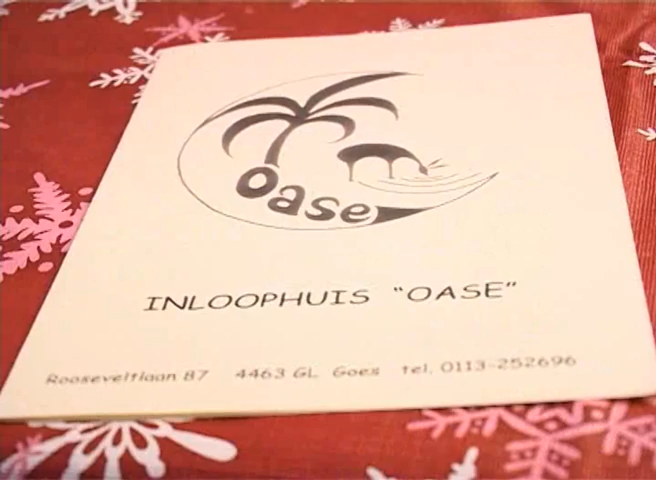 Oase
INLOOPHUIS "OASE"
Rooseveltlaan 87 4463 GL Goes tel. 0113-252696